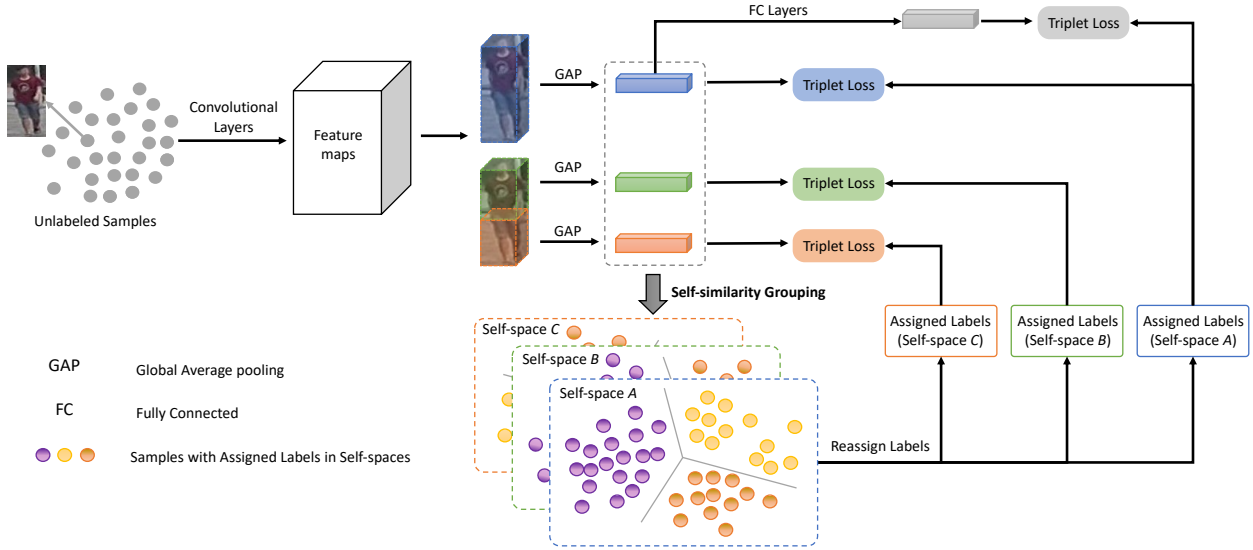 FC Layers
Triplet Loss
GAP
Triplet Loss
Convolutional
Layers
Feature
maps
GAP
Triplet Loss
Unlabeled Samples
GAP
Triplet Loss
Self-similarity Grouping
Self-space C
Self-space B
Self-space A
Assigned Labels
(Self-space C)
Assigned Labels
(Self-space B)
Assigned Labels
(Self-space A)
Reassign Labels
GAP
Global Average pooling
FC
Fully Connected
Samples with Assigned Labels in Self-spaces